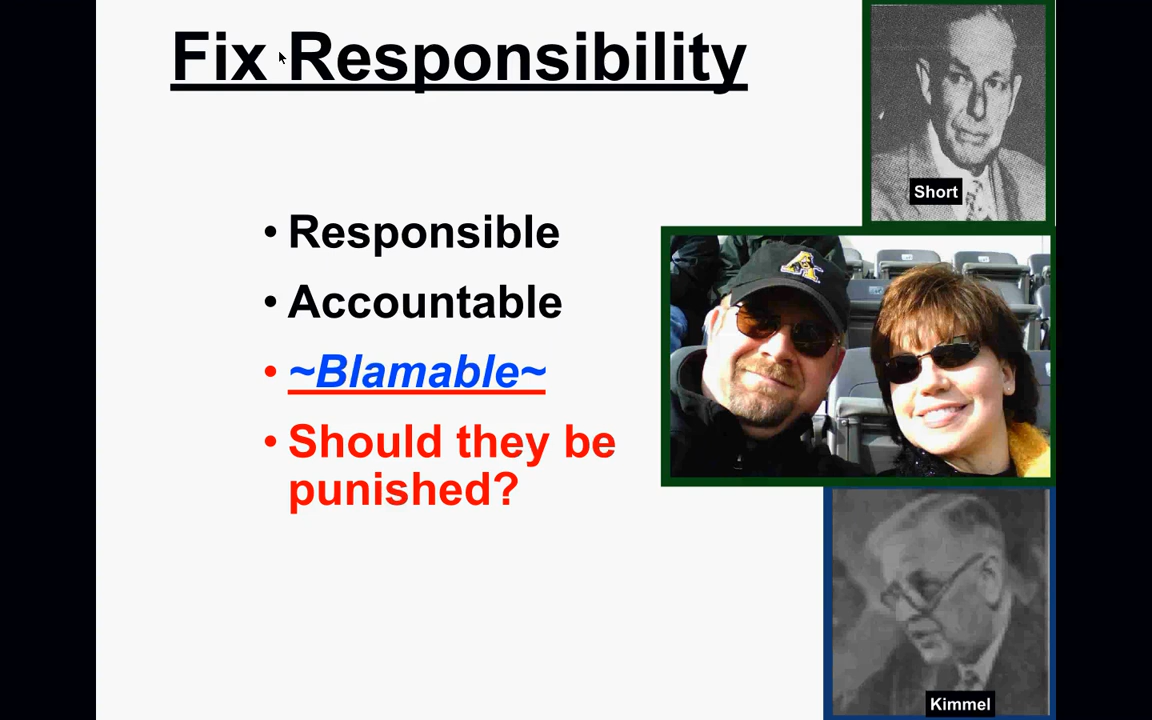 Fix Responsibility
Short
• Responsible
• Accountable
• ~Blamable~
• Should they be
punished?
A
Kimmel